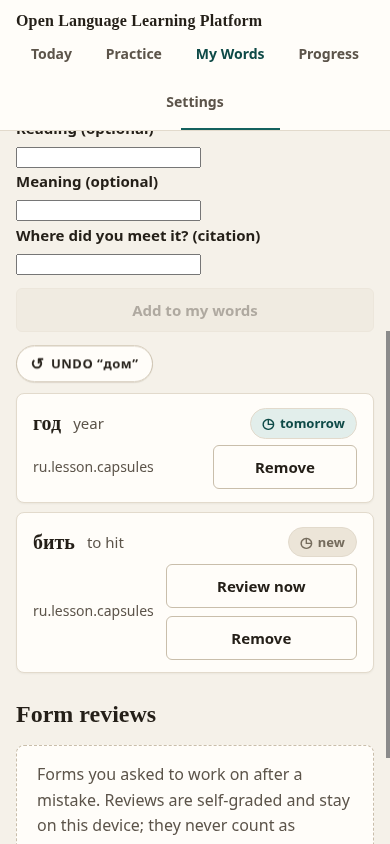 Open Language Learning Platform
Today Practice My Words Progress
Settings
Reading (optional)
Meaning (optional)
Where did you meet it? (citation)
Add to my words
↺ UNDO “дом”
год year ◷ tomorrow
ru.lesson.capsules Remove
бить to hit ◷ new
Review now
ru.lesson.capsules
Remove
Form reviews
Forms you asked to work on after a
mistake. Reviews are self-graded and stay
on this device; they never count as